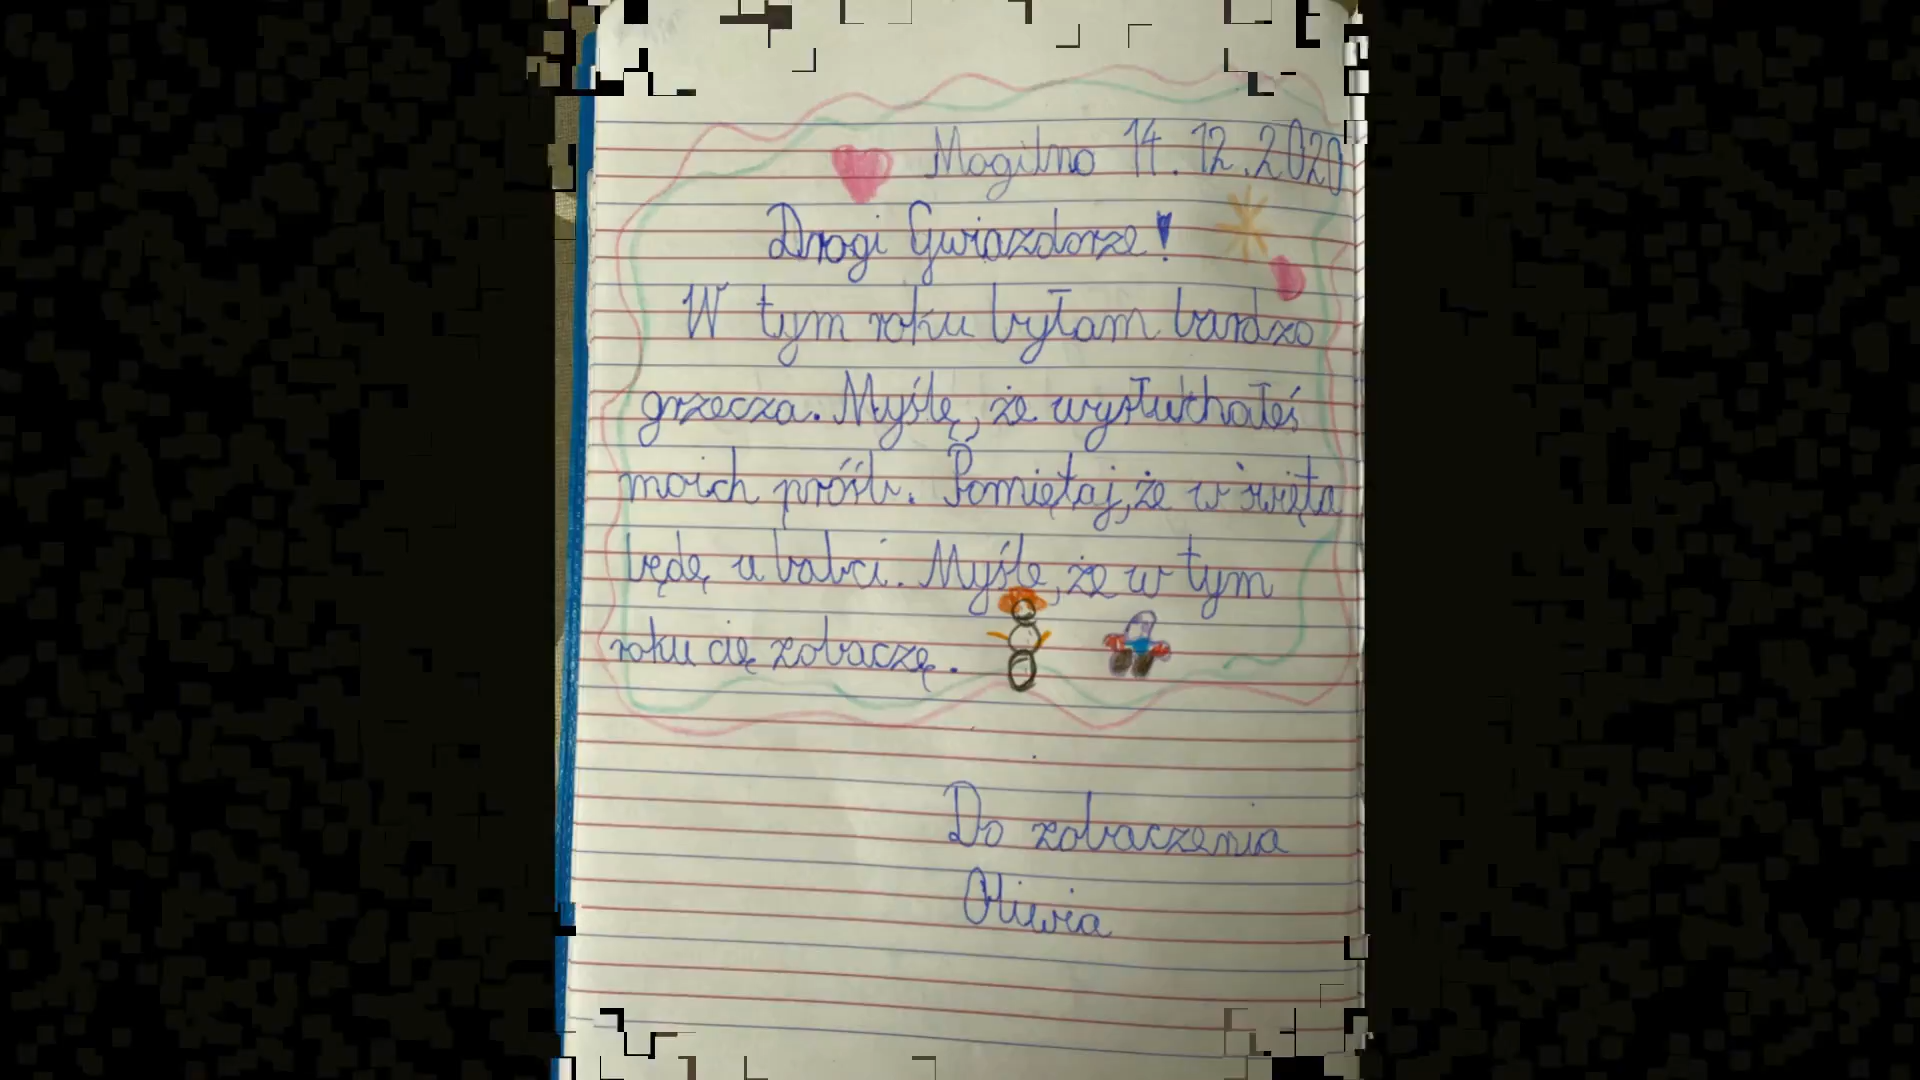 Mogilno 14.12.2020
Drogi Gwiazdorze!
W tym roku byłam bardzo
grzecza. Myślę, że wysłuchałeś
moich próśb. Pamiętaj, że w święta
będę u babci. Myślę, że w tym
roku cię zobaczę.
Do zobaczenia
Oliwia